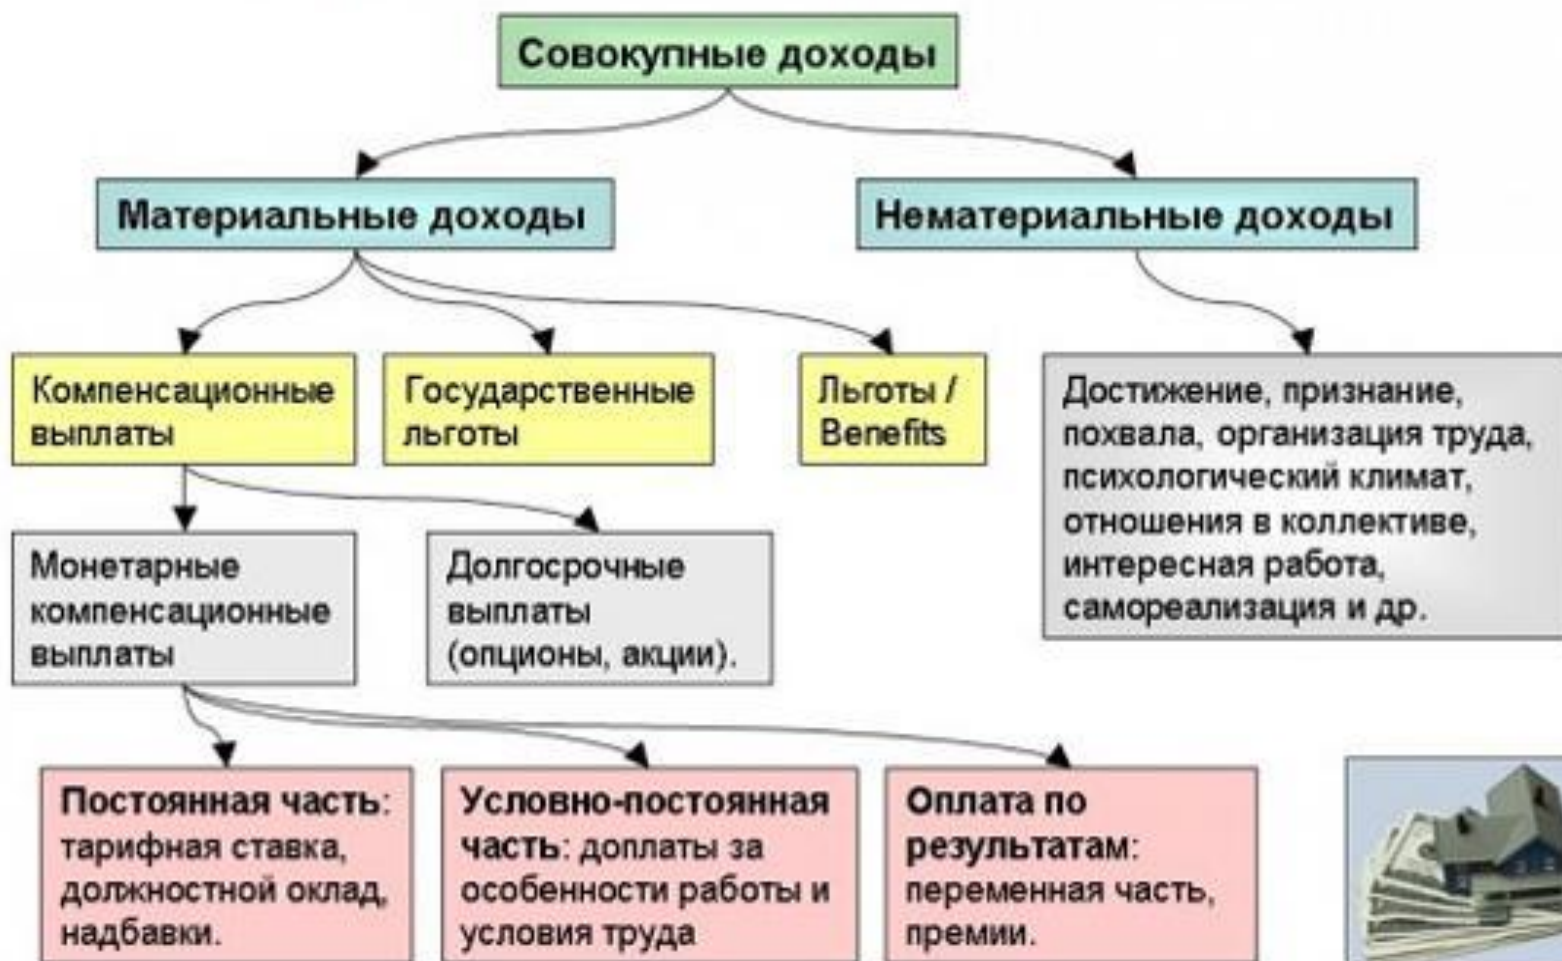 Совокупные доходы
Материальные доходы
Нематериальные доходы
Компенсационные
выплаты
Государственные
льготы
Льготы /
Benefits
Достижение, признание,
похвала, организация труда,
психологический климат,
отношения в коллективе,
интересная работа,
самореализация и др.
Монетарные
компенсационные
выплаты
Долгосрочные
выплаты
(опционы, акции).
Постоянная часть:
тарифная ставка,
должностной оклад,
надбавки.
Условно-постоянная
часть: доплаты за
особенности работы и
условия труда
Оплата по
результатам:
переменная часть,
премии.